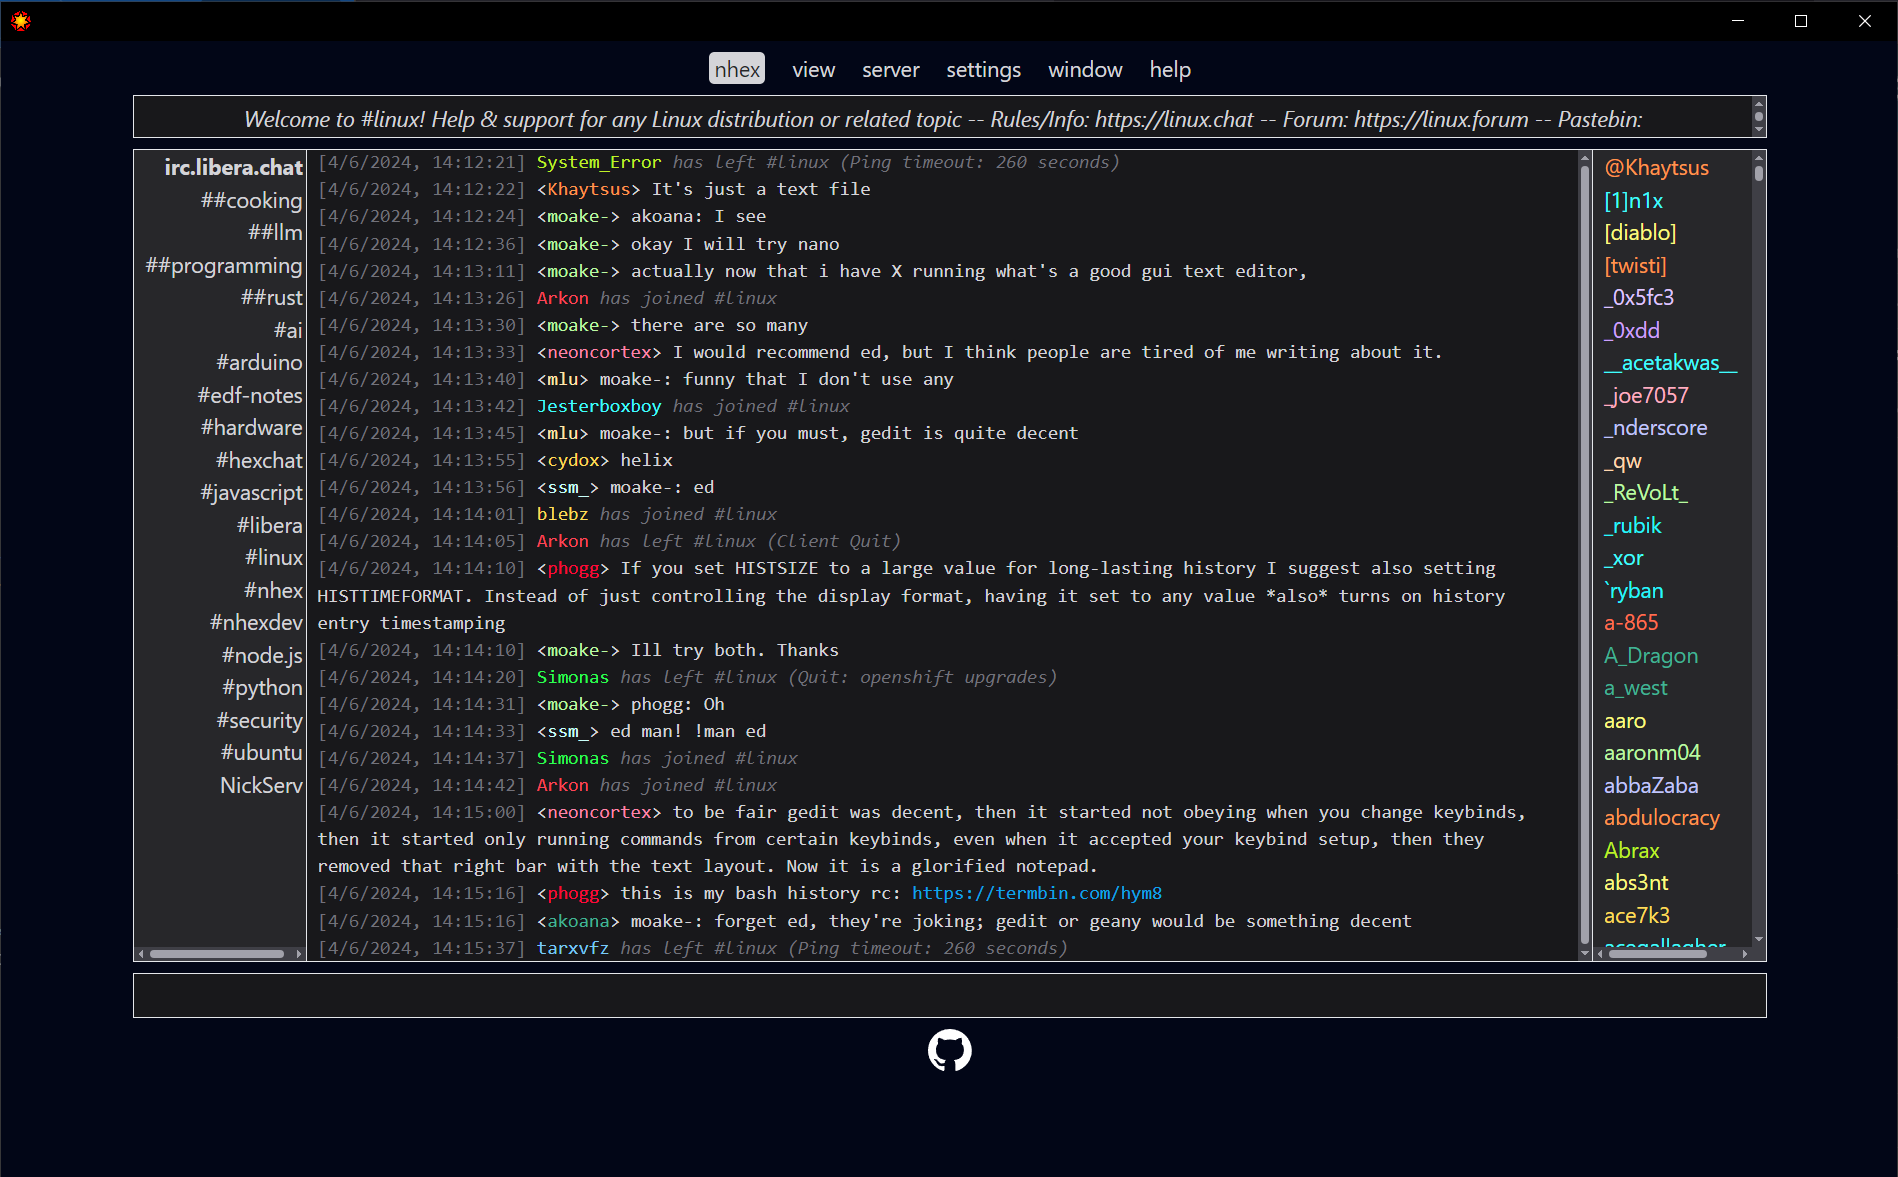 nhex view server settings window help
Welcome to #linux! Help & support for any Linux distribution or related topic -- Rules/Info: https://linux.chat -- Forum: https://linux.forum -- Pastebin:
irc.libera.chat
##cooking
##llm
##programming
##rust
#ai
#arduino
#edf-notes
#hardware
#hexchat
#javascript
#libera
#linux
#nhex
#nhexdev
#node.js
#python
#security
#ubuntu
NickServ
[4/6/2024, 14:12:21] System_Error has left #linux (Ping timeout: 260 seconds)
[4/6/2024, 14:12:22] <Khaytsus> It's just a text file
[4/6/2024, 14:12:24] <moake-> akoana: I see
[4/6/2024, 14:12:36] <moake-> okay I will try nano
[4/6/2024, 14:13:11] <moake-> actually now that i have X running what's a good gui text editor,
[4/6/2024, 14:13:26] Arkon has joined #linux
[4/6/2024, 14:13:30] <moake-> there are so many
[4/6/2024, 14:13:33] <neoncortex> I would recommend ed, but I think people are tired of me writing about it.
[4/6/2024, 14:13:40] <mlu> moake-: funny that I don't use any
[4/6/2024, 14:13:42] Jesterboxboy has joined #linux
[4/6/2024, 14:13:45] <mlu> moake-: but if you must, gedit is quite decent
[4/6/2024, 14:13:55] <cydox> helix
[4/6/2024, 14:13:56] <ssm_> moake-: ed
[4/6/2024, 14:14:01] blebz has joined #linux
[4/6/2024, 14:14:05] Arkon has left #linux (Client Quit)
[4/6/2024, 14:14:10] <phogg> If you set HISTSIZE to a large value for long-lasting history I suggest also setting
HISTTIMEFORMAT. Instead of just controlling the display format, having it set to any value *also* turns on history
entry timestamping
[4/6/2024, 14:14:10] <moake-> Ill try both. Thanks
[4/6/2024, 14:14:20] Simonas has left #linux (Quit: openshift upgrades)
[4/6/2024, 14:14:31] <moake-> phogg: Oh
[4/6/2024, 14:14:33] <ssm_> ed man! !man ed
[4/6/2024, 14:14:37] Simonas has joined #linux
[4/6/2024, 14:14:42] Arkon has joined #linux
[4/6/2024, 14:15:00] <neoncortex> to be fair gedit was decent, then it started not obeying when you change keybinds,
then it started only running commands from certain keybinds, even when it accepted your keybind setup, then they
removed that right bar with the text layout. Now it is a glorified notepad.
[4/6/2024, 14:15:16] <phogg> this is my bash history rc: https://termbin.com/hym8
[4/6/2024, 14:15:16] <akoana> moake-: forget ed, they're joking; gedit or geany would be something decent
[4/6/2024, 14:15:37] tarxvfz has left #linux (Ping timeout: 260 seconds)
@Khaytsus
[1]n1x
[diablo]
[twisti]
_0x5fc3
_0xdd
__acetakwas__
_joe7057
_nderscore
_qw
_ReVoLt_
_rubik
_xor
`ryban
a-865
A_Dragon
a_west
aaro
aaronm04
abbaZaba
abdulocracy
Abrax
abs3nt
ace7k3
acegallagher